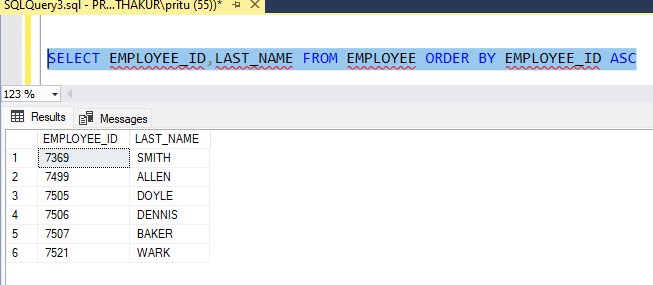 SQLQuery3.sql - PR...THAKUR\pritu (55))*
SELECT EMPLOYEE_ID,LAST_NAME FROM EMPLOYEE ORDER BY EMPLOYEE_ID ASC
123 %
Results Messages
EMPLOYEE_ID LAST_NAME
1 7369 SMITH
2 7499 ALLEN
3 7505 DOYLE
4 7506 DENNIS
5 7507 BAKER
6 7521 WARK